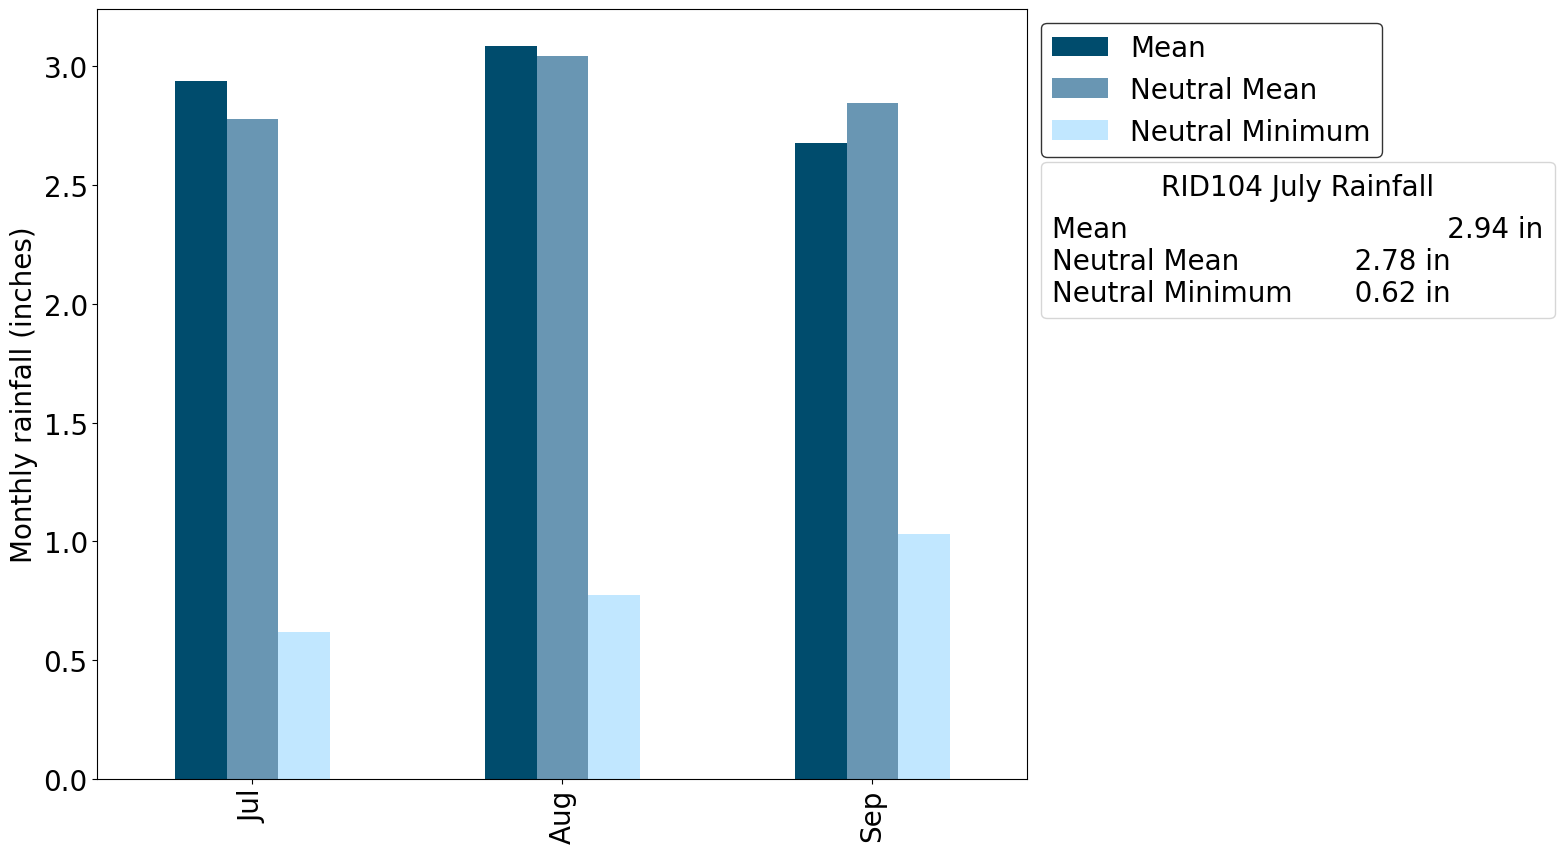 Monthly rainfall (inches)
3.0
2.5
2.0
1.5
1.0
0.5
0.0
Jul
Aug
Sep
Mean
Neutral Mean
Neutral Minimum
RID104 July Rainfall
Mean 2.94 in
Neutral Mean 2.78 in
Neutral Minimum 0.62 in